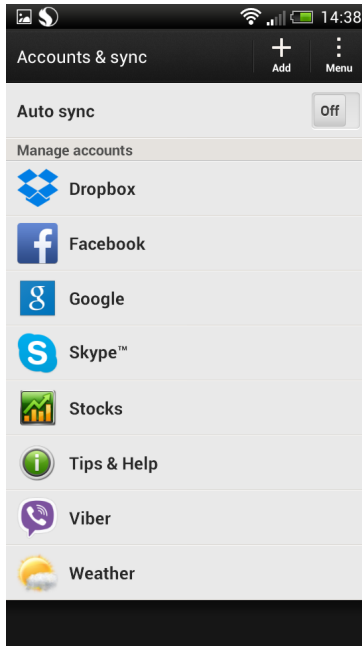 14:38
Accounts & sync
Add
Menu
Auto sync
Off
Manage accounts
Dropbox
Facebook
Google
Skype™
Stocks
Tips & Help
Viber
Weather